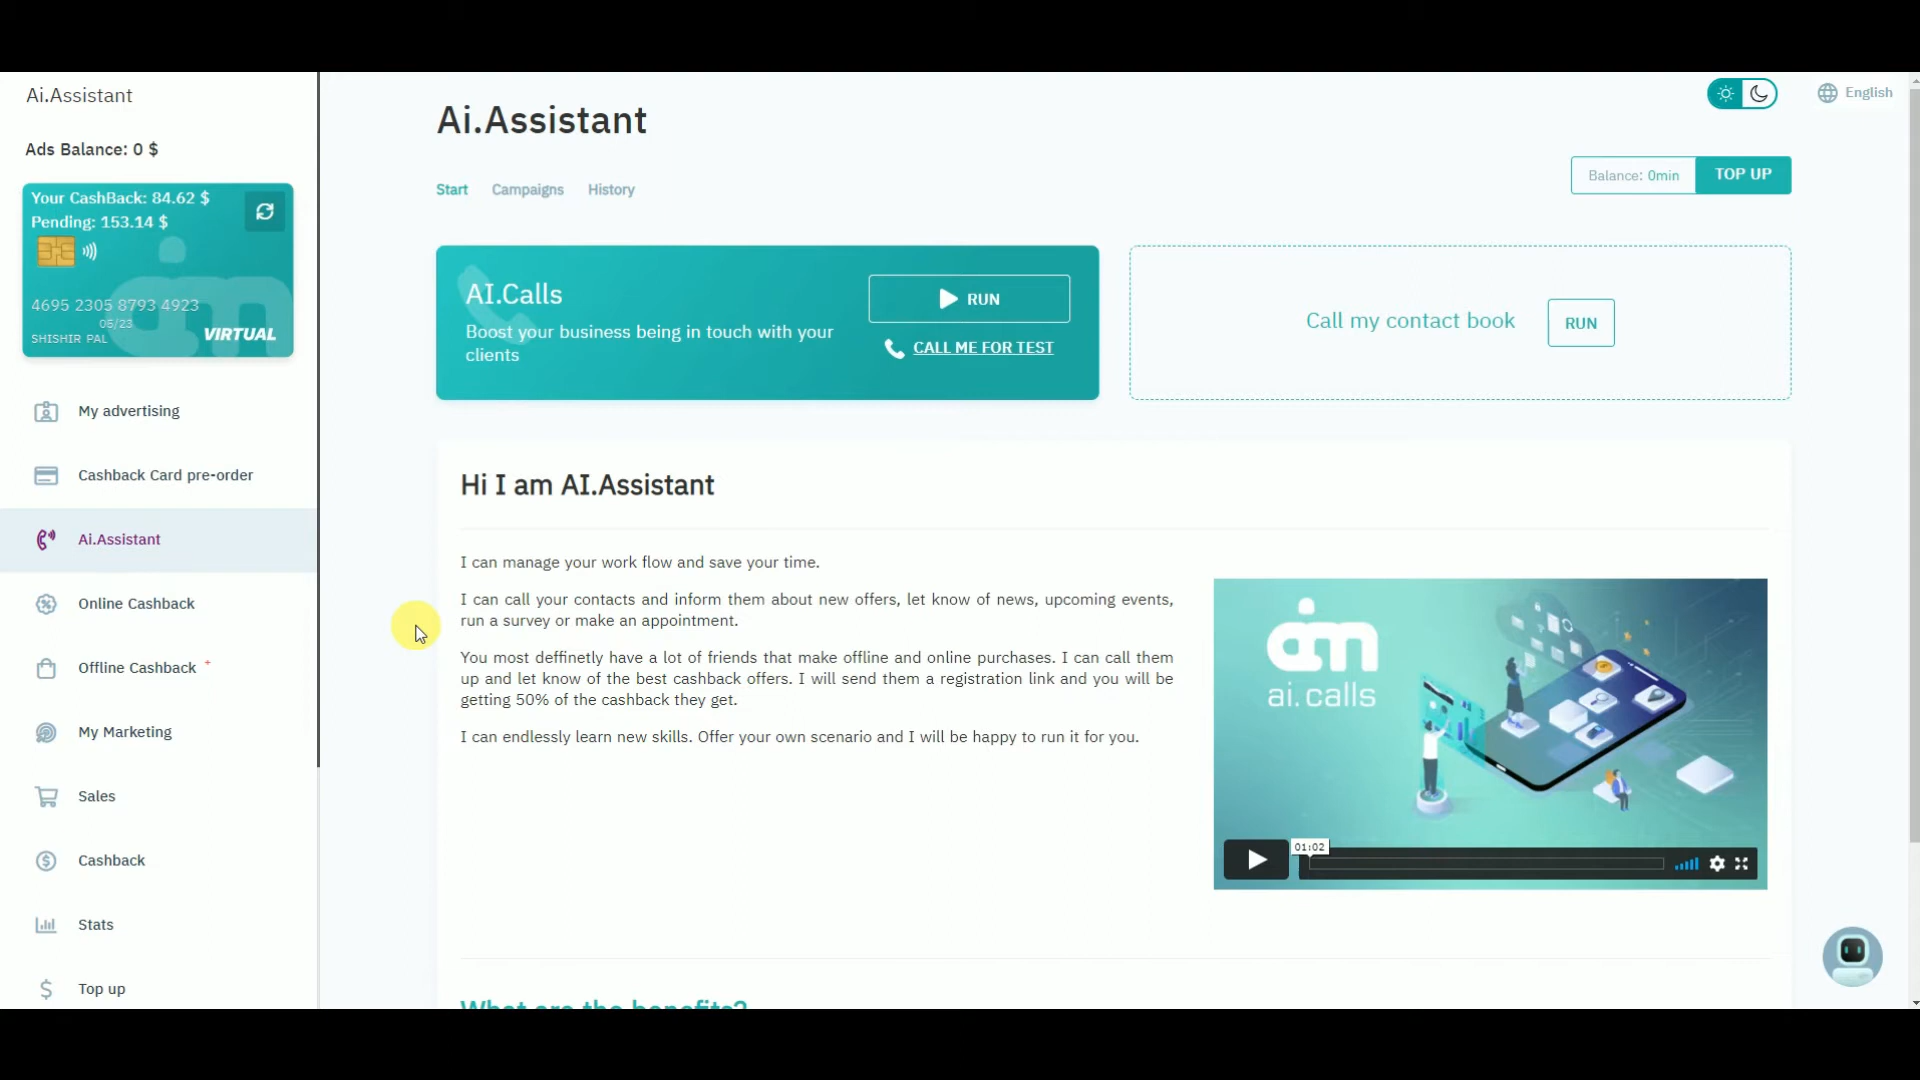 Ai.Assistant
Ads Balance: 0 $
Your CashBack: 84.62 $
Pending: 153.14 $
4695 2305 8793 4923
05/23
SHISHIR PAL
VIRTUAL
My advertising
Cashback Card pre-order
Ai.Assistant
Online Cashback
Offline Cashback *
My Marketing
Sales
Cashback
Stats
Top up
Ai.Assistant
English
Start Campaigns History
Balance: 0min TOP UP
AI.Calls
Boost your business being in touch with your
clients
RUN
CALL ME FOR TEST
Call my contact book RUN
Hi I am AI.Assistant
I can manage your work flow and save your time.
I can call your contacts and inform them about new offers, let know of news, upcoming events,
run a survey or make an appointment.
You most deffinetly have a lot of friends that make offline and online purchases. I can call them
up and let know of the best cashback offers. I will send them a registration link and you will be
getting 50% of the cashback they get.
I can endlessly learn new skills. Offer your own scenario and I will be happy to run it for you.
am
ai.calls
01:02
What are the benefits?